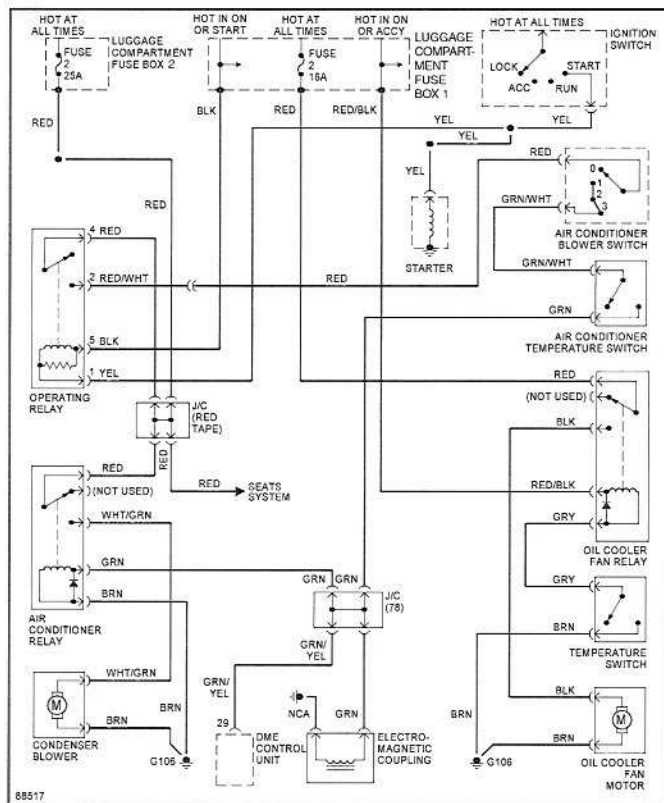 HOT AT
ALL TIMES
FUSE
2
25A
LUGGAGE
COMPARTMENT
FUSE BOX 2
HOT IN ON
OR START
HOT AT
ALL TIMES
HOT IN ON
OR ACCY
FUSE
2
16A
LUGGAGE
COMPART-
MENT
FUSE
BOX 1
HOT AT ALL TIMES
IGNITION
SWITCH
LOCK
START
ACC
RUN
RED
BLK
RED
RED/BLK
YEL
YEL
YEL
YEL
RED
STARTER
RED
GRN/WHT
0
1
2
3
AIR CONDITIONER
BLOWER SWITCH
4 RED
2 RED/WHT
RED
5 BLK
1 YEL
OPERATING
RELAY
GRN/WHT
GRN
AIR CONDITIONER
TEMPERATURE SWITCH
J/C
(RED
TAPE)
RED
(NOT USED)
BLK
RED/BLK
GRY
OIL COOLER
FAN RELAY
RED
RED
(NOT USED)
RED
SEATS
SYSTEM
WHT/GRN
GRN
BRN
AIR
CONDITIONER
RELAY
GRN
GRN
J/C
(78)
GRY
BRN
TEMPERATURE
SWITCH
GRN/
YEL
GRN/
YEL
WHT/GRN
BRN
M
CONDENSER
BLOWER
BRN
G106
29
DME
CONTROL
UNIT
NCA
GRN
ELECTRO-
MAGNETIC
COUPLING
BRN
G106
BLK
BRN
M
OIL COOLER
FAN
MOTOR
88517